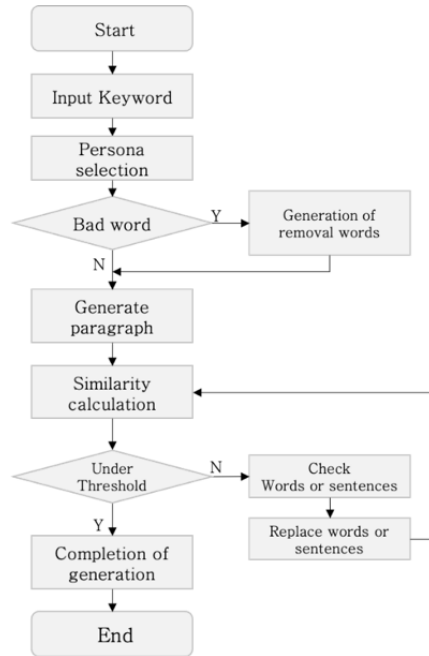 Start
Input Keyword
Persona
selection
Bad word
Y
Generation of
removal words
N
Generate
paragraph
Similarity
calculation
Under
Threshold
N
Check
Words or sentences
Y
Replace words or
sentences
Completion of
generation
End